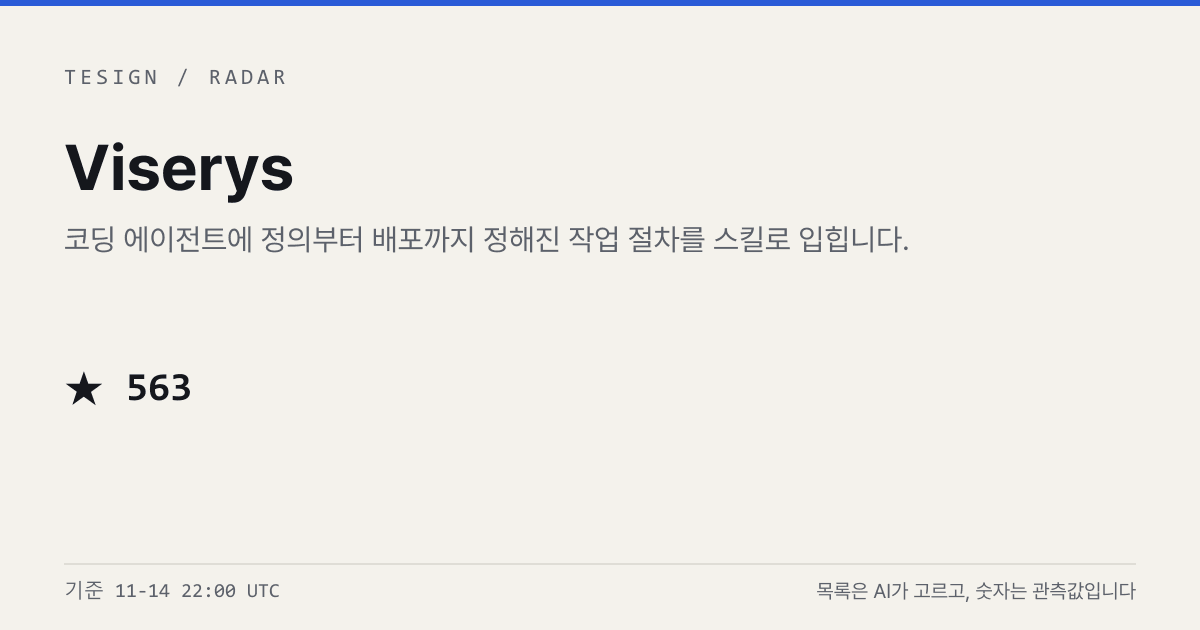 TESIGN / RADAR
Viserys
코딩 에이전트에 정의부터 배포까지 정해진 작업 절차를 스킬로 입힙니다.
★ 563
기준 11-14 22:00 UTC
목록은 AI가 고르고, 숫자는 관측값입니다